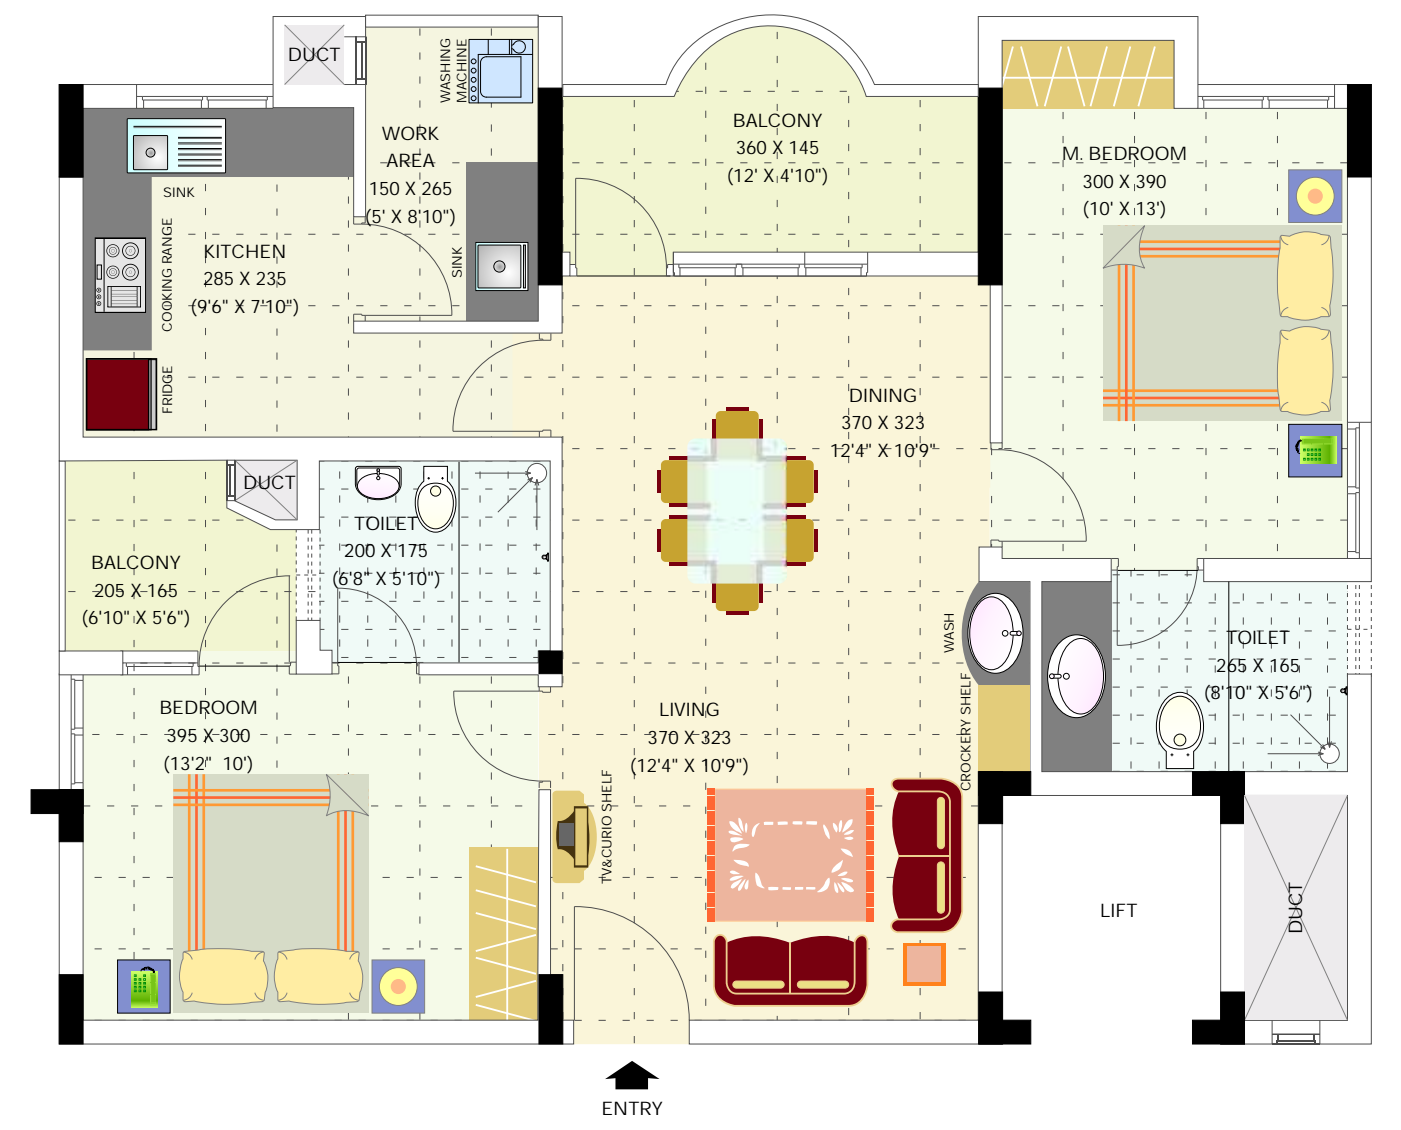 DUCT
WASHING
MACHINE
WORK
AREA
150 X 265
(5' X 8'10")
BALCONY
360 X 145
(12' X 4'10")
M. BEDROOM
300 X 390
(10' X 13')
SINK
COOKING RANGE
KITCHEN
285 X 235
(9'6" X 7'10")
SINK
FRIDGE
DINING
370 X 323
12'4" X 10'9"
DUCT
TOILET
200 X 175
(6'8" X 5'10")
BALCONY
205 X 165
(6'10" X 5'6")
WASH
TOILET
265 X 165
(8'10" X 5'6")
BEDROOM
395 X 300
(13'2" 10')
LIVING
370 X 323
(12'4" X 10'9")
CROCKERY SHELF
TV&CURIO SHELF
LIFT
DUCT
ENTRY